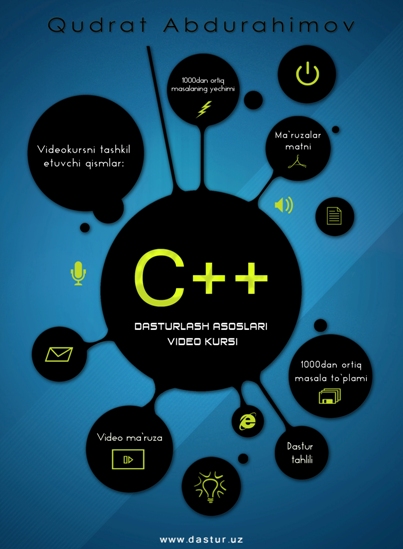 Qudrat Abdurahimov
1000dan ortiq
masalaning yechimi
Ma'ruzalar
matni
Videokursni tashkil
etuvchi qismlar:
C++
DASTURLASH ASOSLARI
VIDEO KURSI
1000dan ortiq
masala to'plami
Video ma'ruza
Dastur
tahlili
www.dastur.uz